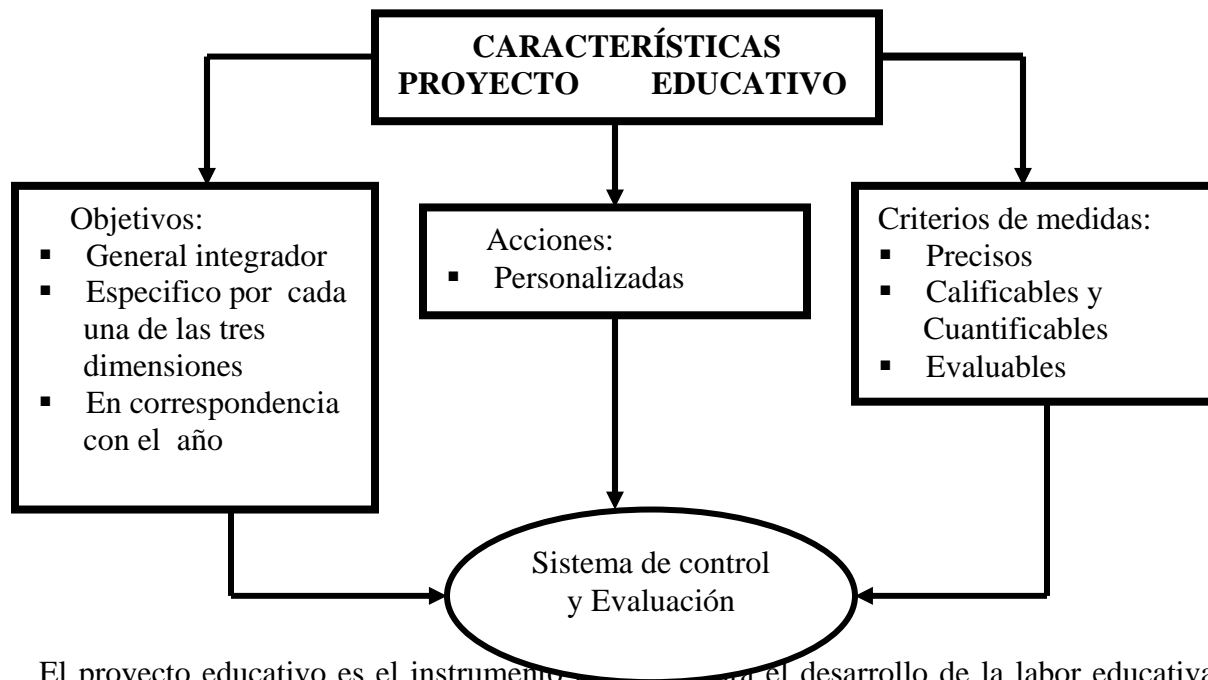 CARACTERÍSTICAS
PROYECTO EDUCATIVO
Objetivos:
▪ General integrador
▪ Especifico por cada
una de las tres
dimensiones
▪ En correspondencia
con el año
Acciones:
▪ Personalizadas
Criterios de medidas:
▪ Precisos
▪ Calificables y
Cuantificables
▪ Evaluables
Sistema de control
y Evaluación
El proyecto educativo es el instrumento el desarrollo de la labor educativa